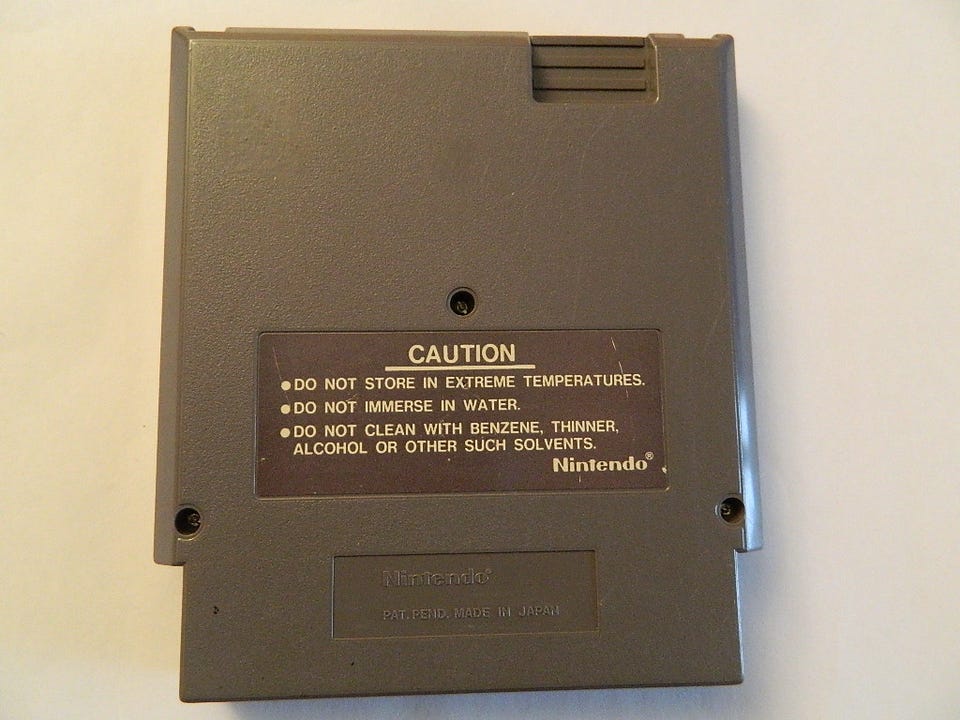 CAUTION
●DO NOT STORE IN EXTREME TEMPERATURES.
●DO NOT IMMERSE IN WATER.
●DO NOT CLEAN WITH BENZENE, THINNER,
ALCOHOL OR OTHER SUCH SOLVENTS.
Nintendo®
Nintendo®
PAT. PEND. MADE IN JAPAN